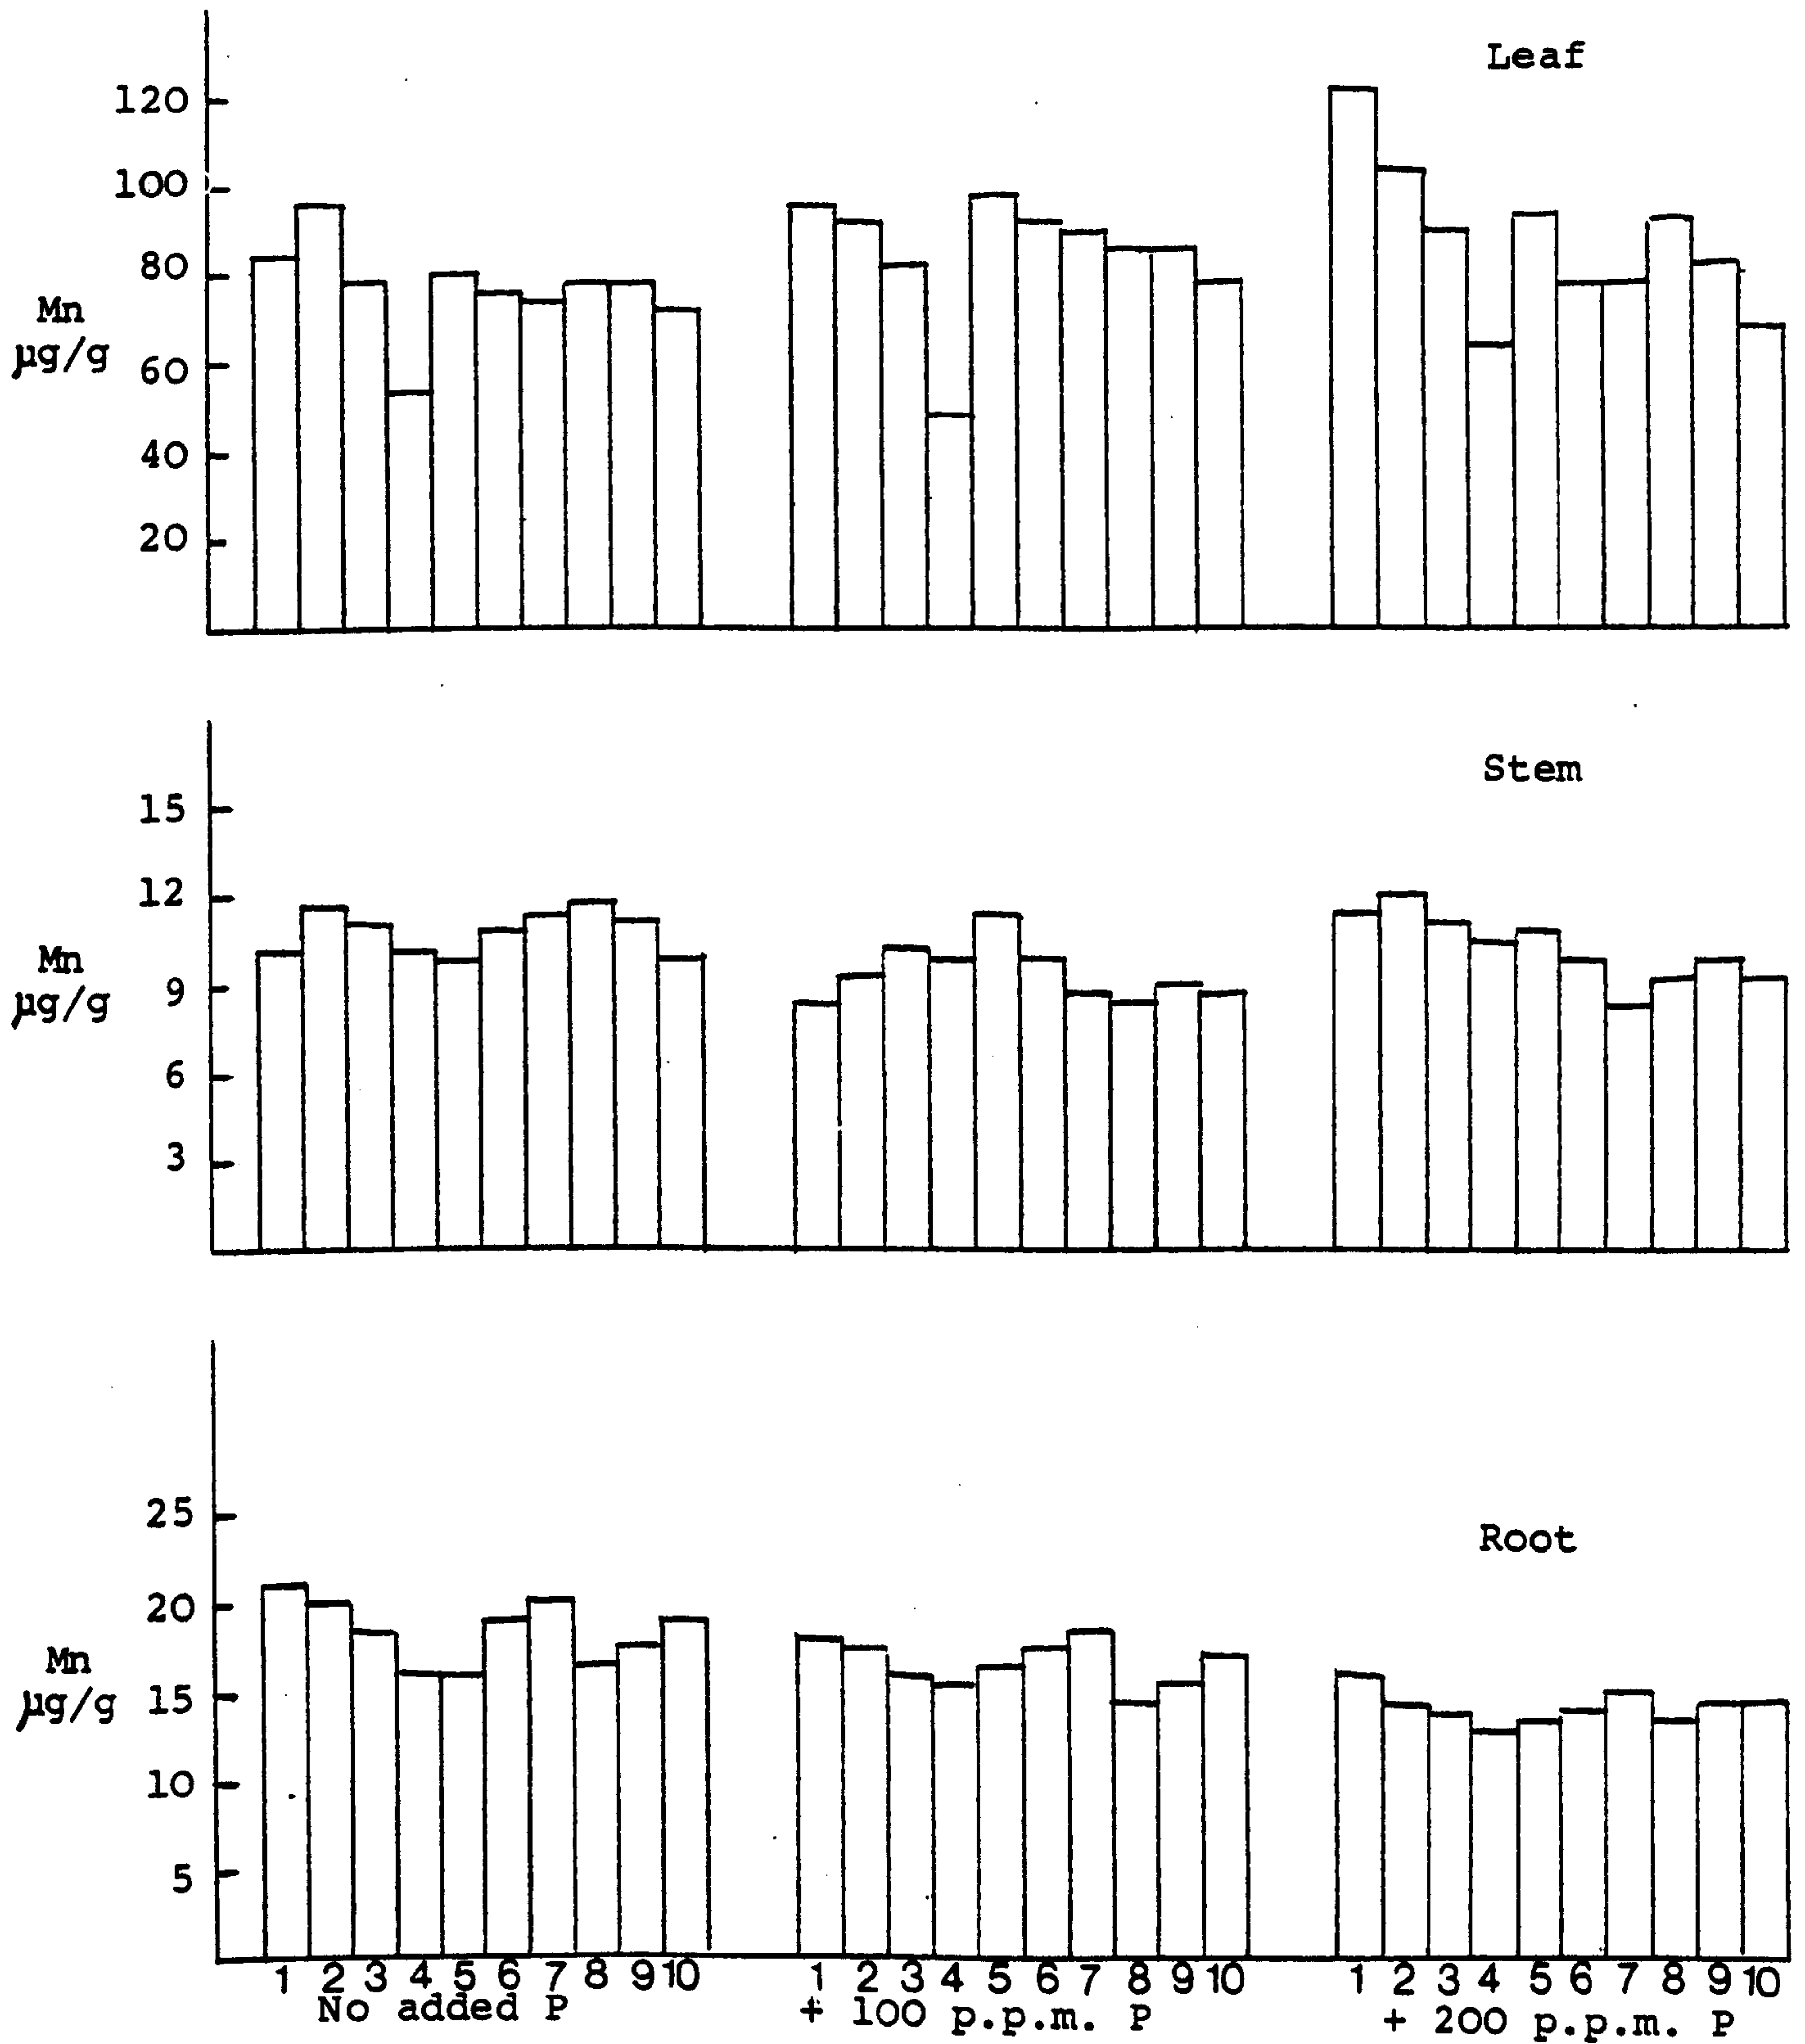 Leaf
120
100
80
Mn
µg/g
60
40
20
Stem
15
12
Mn
µg/g
9
6
3
Root
25
20
Mn
µg/g
15
10
5
1 2 3 4 5 6 7 8 9 10 1 2 3 4 5 6 7 8 9 10 1 2 3 4 5 6 7 8 9 10
No added P + 100 p.p.m. P + 200 p.p.m. P